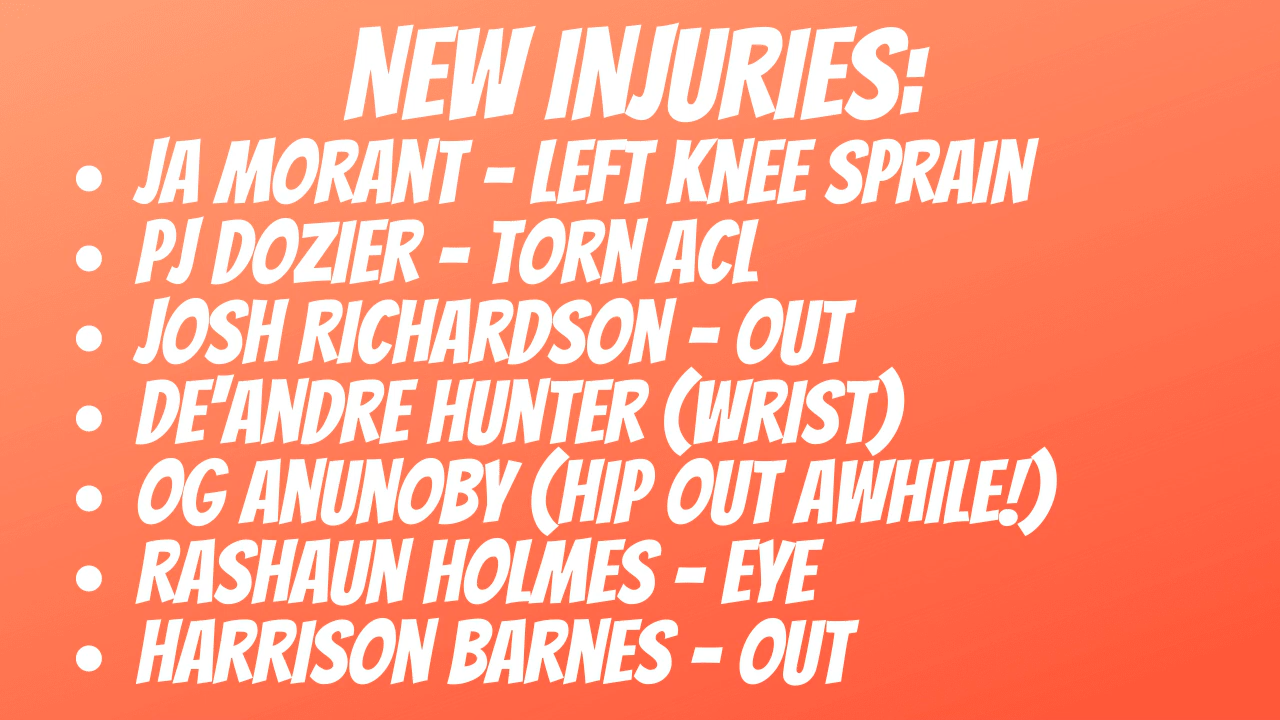 NEW INJURIES:
• JA MORANT - LEFT KNEE SPRAIN
• PJ DOZIER - TORN ACL
• JOSH RICHARDSON - OUT
• DE'ANDRE HUNTER (WRIST)
• OG ANUNOBY (HIP OUT AWHILE!)
• RASHAUN HOLMES - EYE
• HARRISON BARNES - OUT